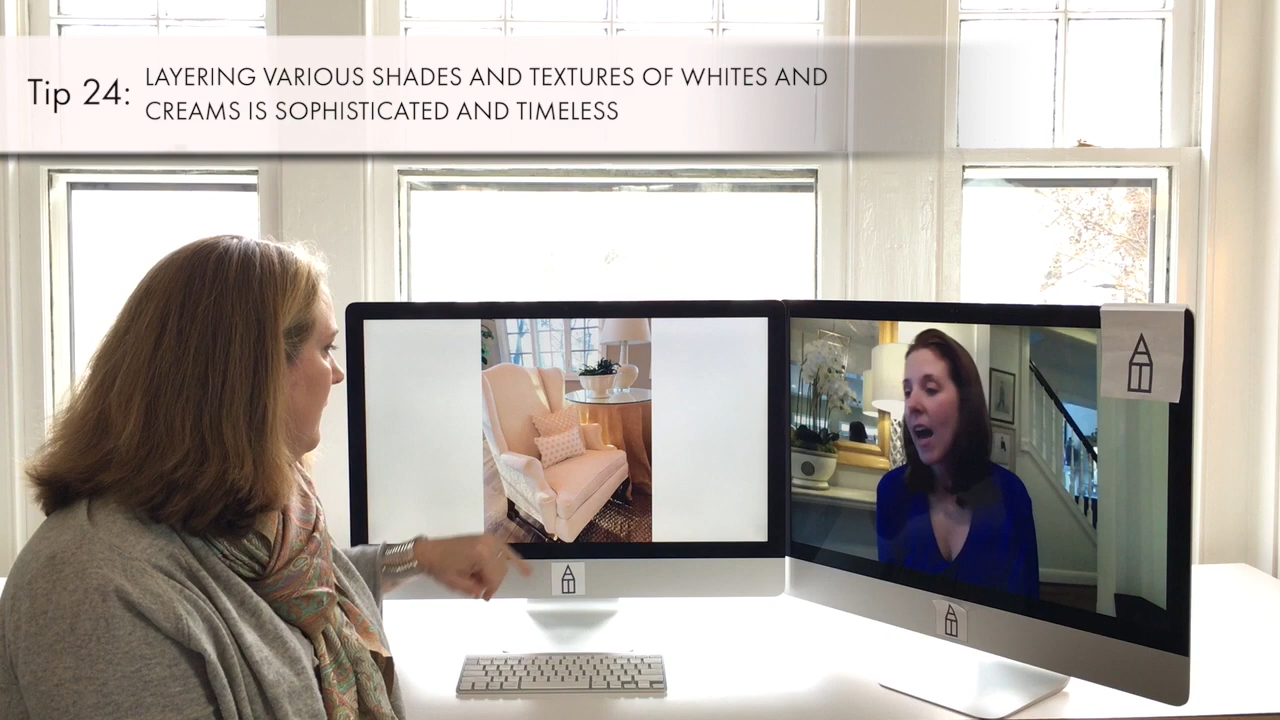 Tip 24: LAYERING VARIOUS SHADES AND TEXTURES OF WHITES AND
CREAMS IS SOPHISTICATED AND TIMELESS